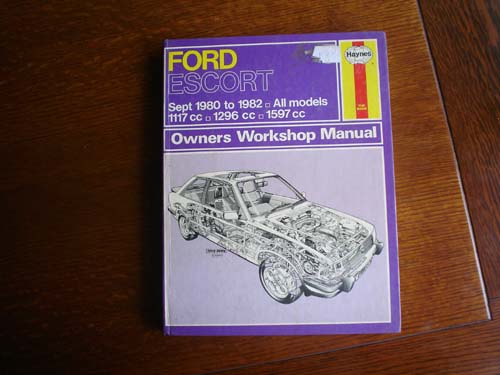 FORD
Haynes
ESCORT
Sept 1980 to 1982 □ All models
1117 cc □ 1296 cc □ 1597 cc
Owners Workshop Manual